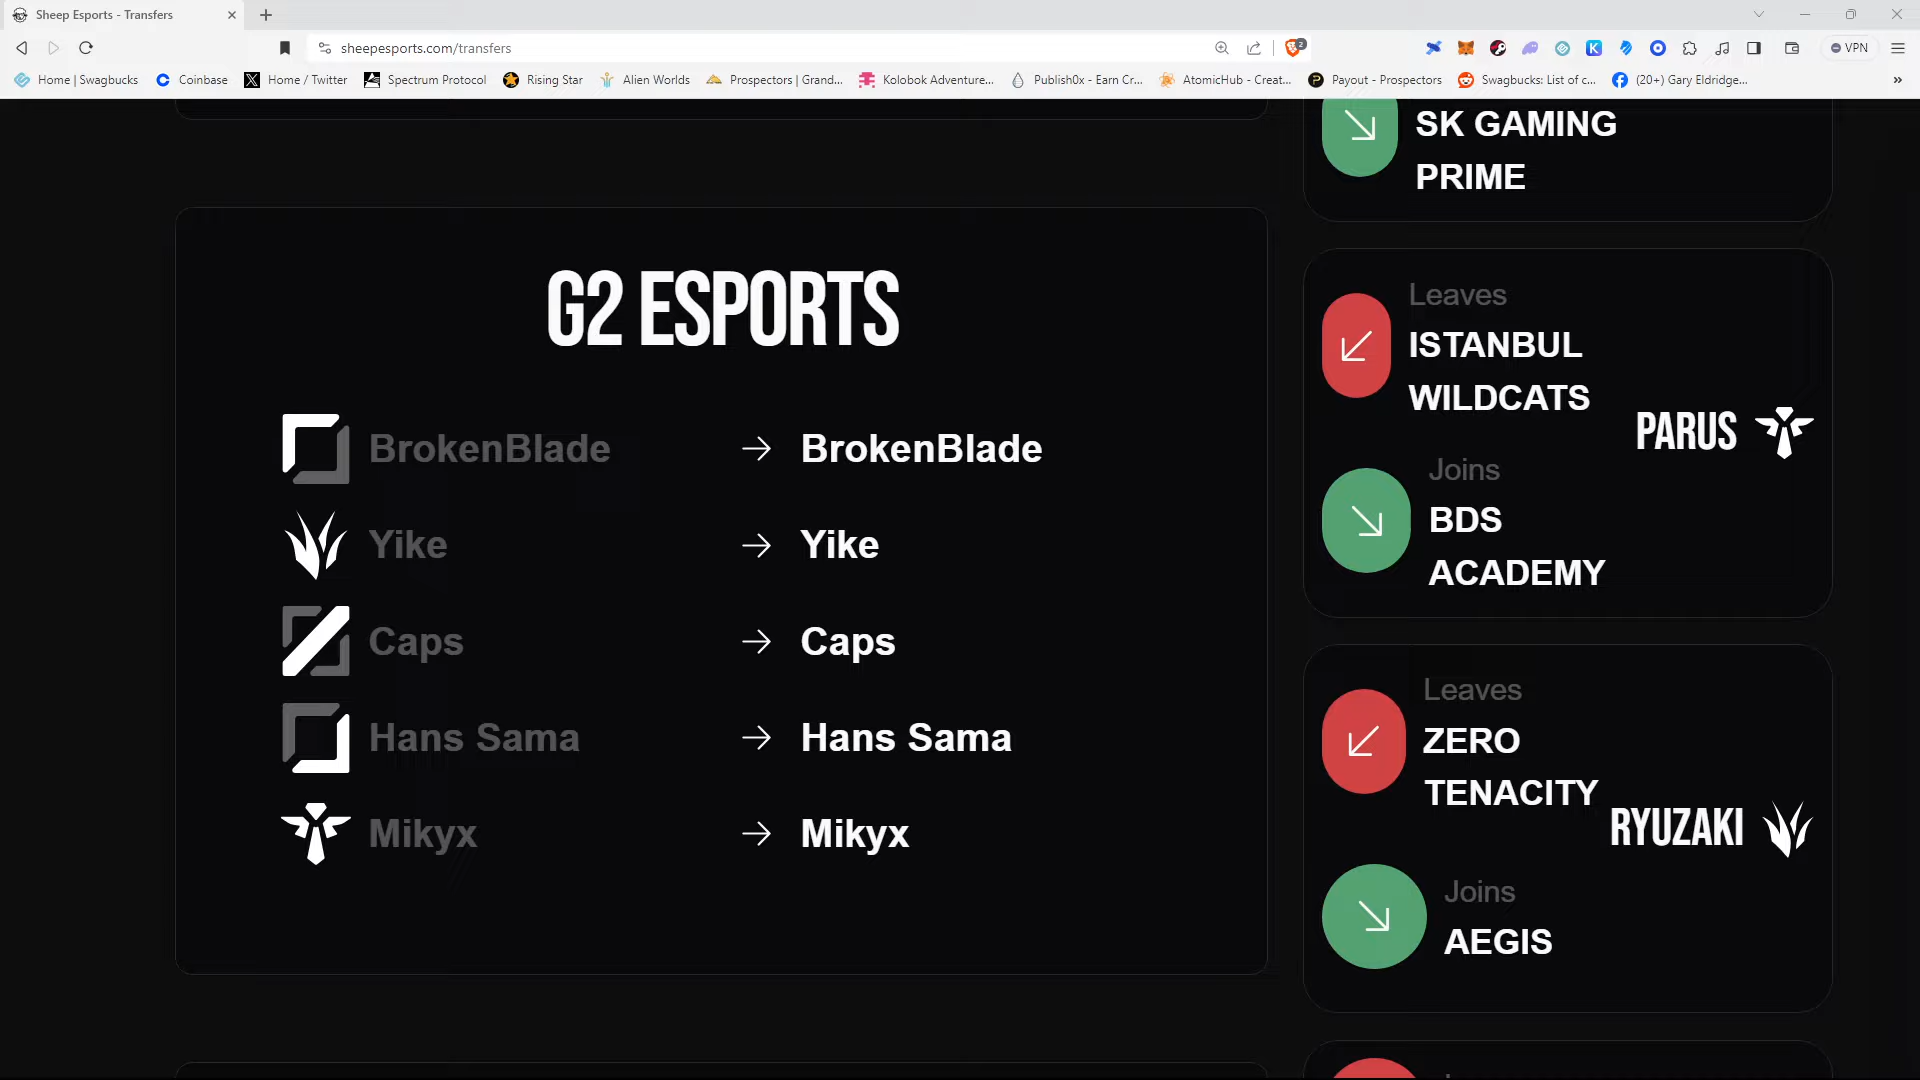 Sheep Esports - Transfers
sheepesports.com/transfers
2
VPN
Home | Swagbucks
Coinbase
Home / Twitter
Spectrum Protocol
Rising Star
Alien Worlds
Prospectors | Grand...
Kolobok Adventure...
Publish0x - Earn Cr...
AtomicHub - Creat...
Payout - Prospectors
Swagbucks: List of c...
(20+) Gary Eldridge...
»
G2 ESPORTS
BrokenBlade → BrokenBlade
Yike → Yike
Caps → Caps
Hans Sama → Hans Sama
Mikyx → Mikyx
SK GAMING
PRIME
Leaves
ISTANBUL
WILDCATS
PARUS
Joins
BDS
ACADEMY
Leaves
ZERO
TENACITY
RYUZAKI
Joins
AEGIS